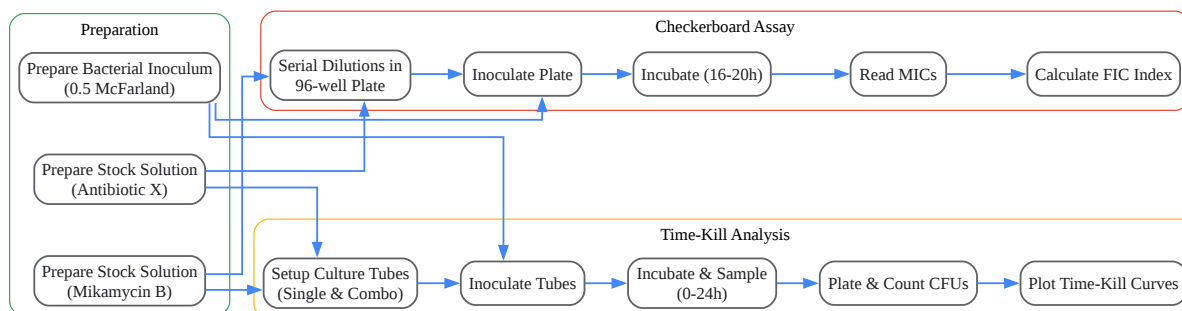 Preparation
Prepare Bacterial Inoculum
(0.5 McFarland)
Prepare Stock Solution
(Antibiotic X)
Prepare Stock Solution
(Mikamycin B)
Checkerboard Assay
Serial Dilutions in
96-well Plate
Inoculate Plate
Incubate (16-20h)
Read MICs
Calculate FIC Index
Time-Kill Analysis
Setup Culture Tubes
(Single & Combo)
Inoculate Tubes
Incubate & Sample
(0-24h)
Plate & Count CFUs
Plot Time-Kill Curves